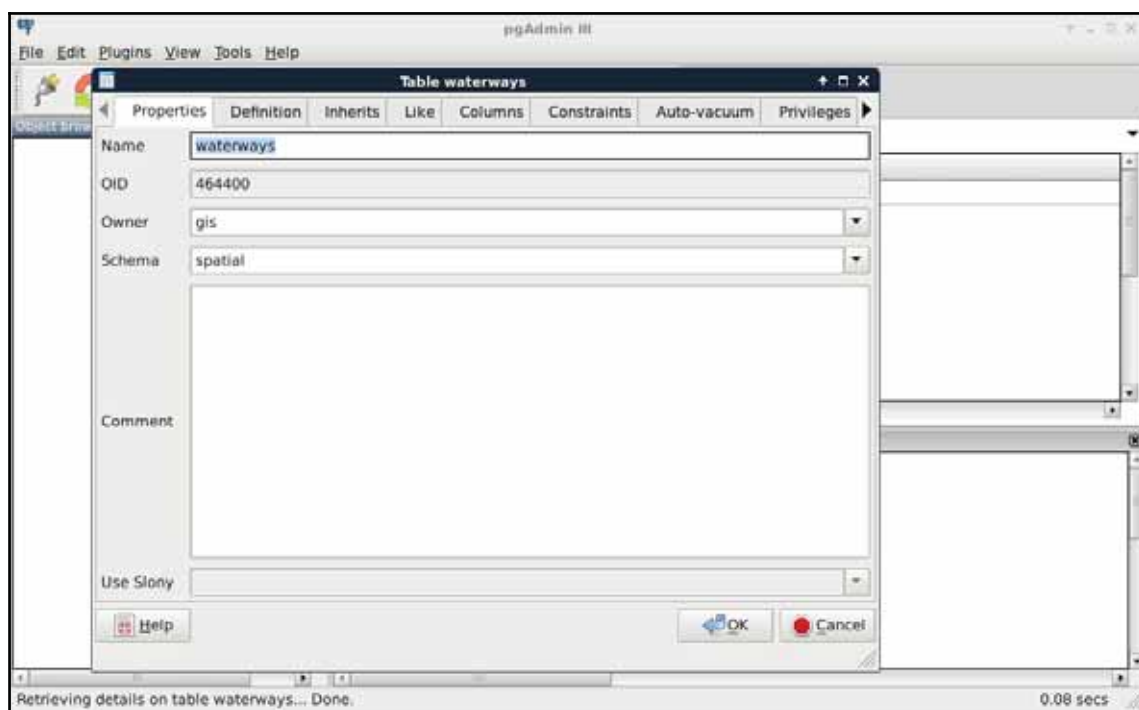 pgAdmin III
File Edit Plugins View Tools Help
Table waterways
Properties Definition Inherits Like Columns Constraints Auto-vacuum Privileges
Object brow
Name waterways
OID 464400
Owner gis
Schema spatial
Comment
Use Slony
Help OK Cancel
Retrieving details on table waterways... Done. 0.08 secs